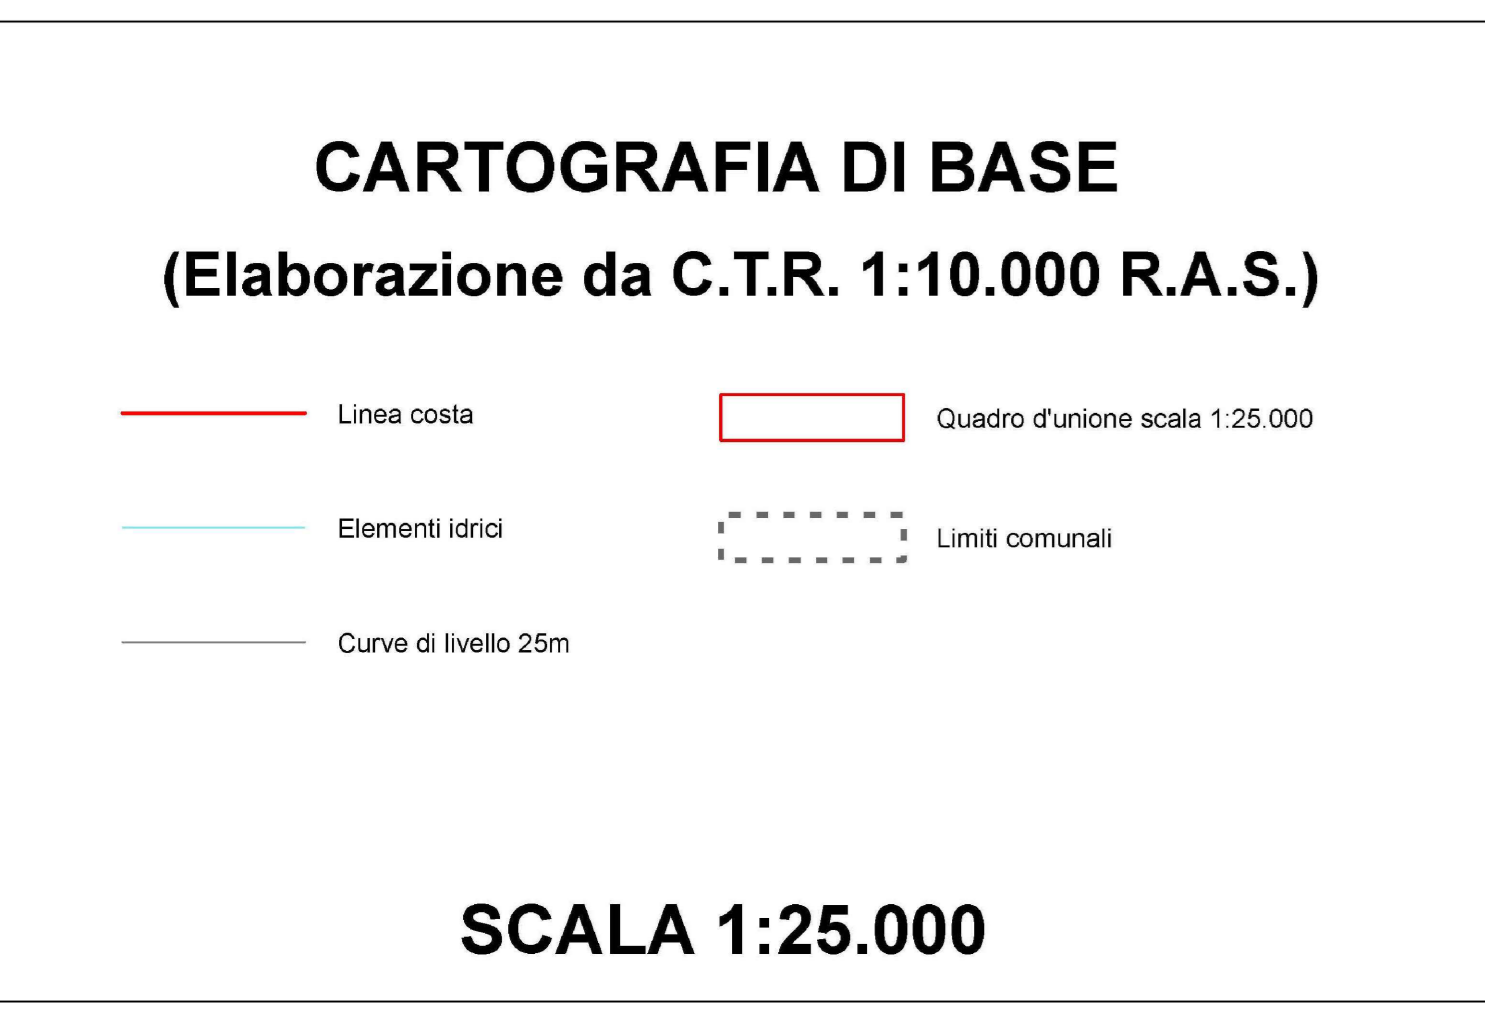 CARTOGRAFIA DI BASE
(Elaborazione da C.T.R. 1:10.000 R.A.S.)
Linea costa
Elementi idrici
Curve di livello 25m
Quadro d'unione scala 1:25.000
Limiti comunali
SCALA 1:25.000